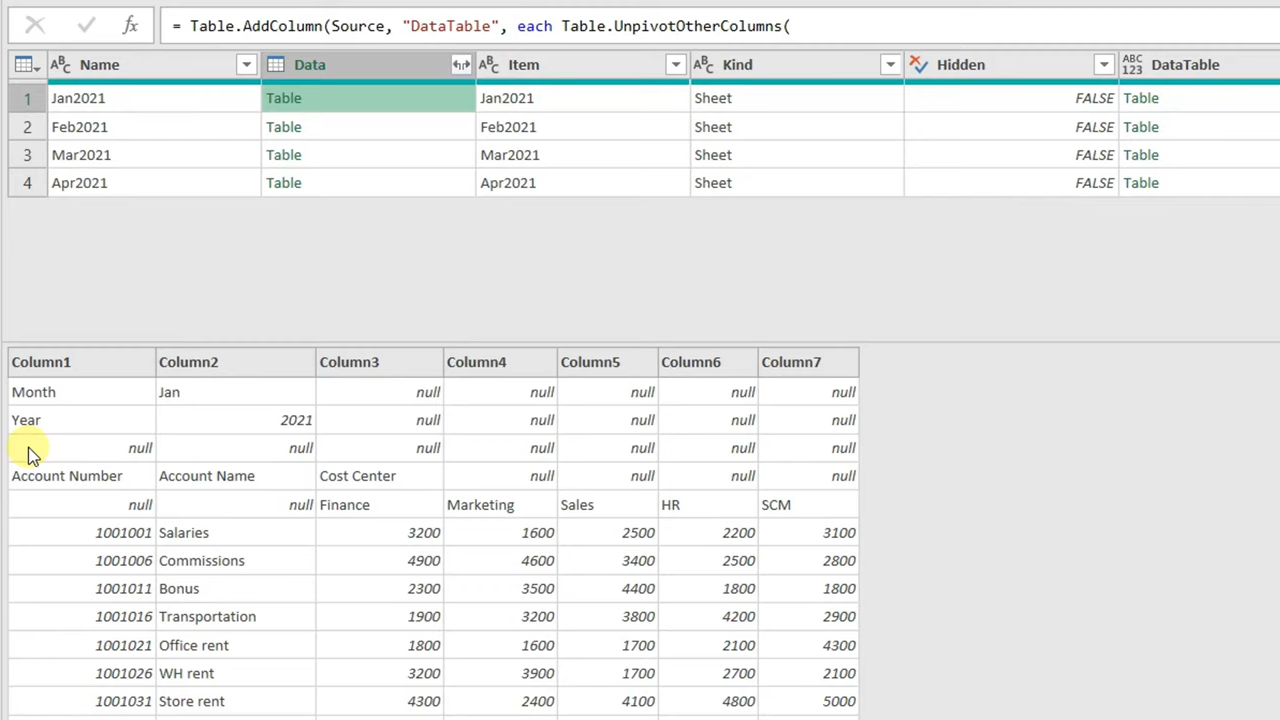 fx = Table.AddColumn(Source, "DataTable", each Table.UnpivotOtherColumns(
ABC Name Data ABC Item ABC Kind Hidden ABC 123 DataTable
1 Jan2021 Table Jan2021 Sheet FALSE Table
2 Feb2021 Table Feb2021 Sheet FALSE Table
3 Mar2021 Table Mar2021 Sheet FALSE Table
4 Apr2021 Table Apr2021 Sheet FALSE Table
Column1 Column2 Column3 Column4 Column5 Column6 Column7
Month Jan null null null null null
Year 2021 null null null null null
null null null null null null null
Account Number Account Name Cost Center null null null null
null null Finance Marketing Sales HR SCM
1001001 Salaries 3200 1600 2500 2200 3100
1001006 Commissions 4900 4600 3400 2500 2800
1001011 Bonus 2300 3500 4400 1800 1800
1001016 Transportation 1900 3200 3800 4200 2900
1001021 Office rent 1800 1600 1700 2100 4300
1001026 WH rent 3200 3900 1700 2700 2100
1001031 Store rent 4300 2400 4100 4800 5000